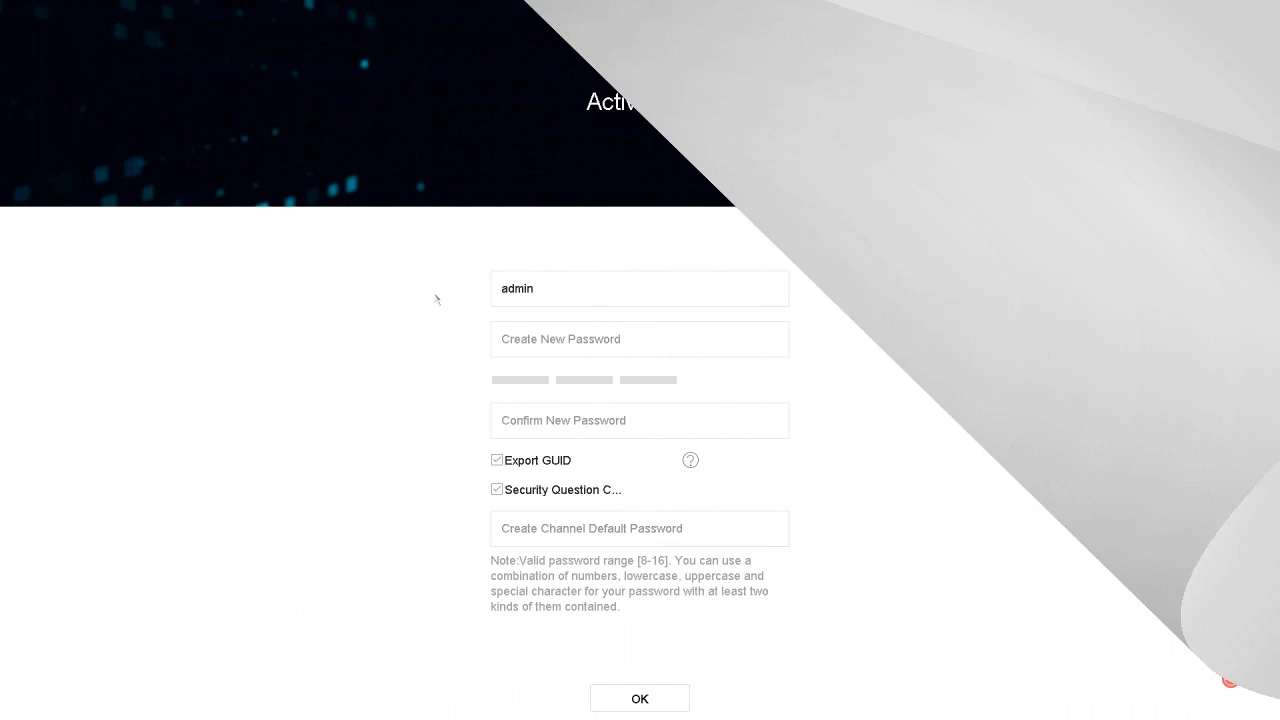 Activ
admin
Create New Password
Confirm New Password
Export GUID
?
Security Question C...
Create Channel Default Password
Note:Valid password range [8-16]. You can use a
combination of numbers, lowercase, uppercase and
special character for your password with at least two
kinds of them contained.
OK